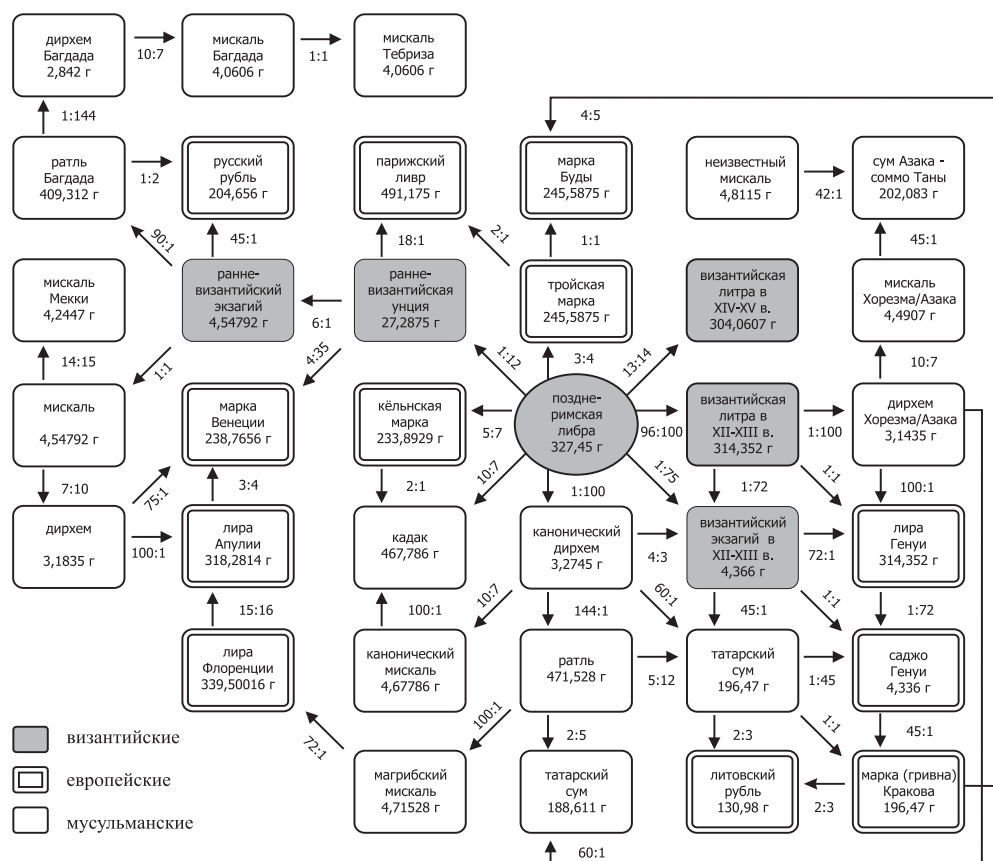 дирхем
Багдада
2,842 г
10:7
мискаль
Багдада
4,0606 г
1:1
мискаль
Тебриза
4,0606 г
1:144
4:5
ратль
Багдада
409,312 г
1:2
русский
рубль
204,656 г
парижский
ливр
491,175 г
марка
Буды
245,5875 г
неизвестный
мискаль
4,8115 г
42:1
сум Азака -
соммо Таны
202,083 г
90:1
45:1
18:1
2:1
1:1
45:1
мискаль
Мекки
4,2447 г
ранне-
византийский
экзагий
4,54792 г
6:1
ранне-
византийская
унция
27,2875 г
тройская
марка
245,5875 г
византийская
литра в
XIV-XV в.
304,0607 г
мискаль
Хорезма/Азака
4,4907 г
14:15
1:1
4:35
1:12
3:4
13:14
10:7
мискаль
4,54792 г
марка
Венеции
238,7656 г
кёльнская
марка
233,8929 г
5:7
поздне-
римская
либра
327,45 г
96:100
византийская
литра в
XII-XIII в.
314,352 г
1:100
дирхем
Хорезма/Азака
3,1435 г
7:10
75:1
3:4
2:1
10:7
1:100
1:75
1:72
1:1
100:1
дирхем
3,1835 г
100:1
лира
Апулии
318,2814 г
кадак
467,786 г
канонический
дирхем
3,2745 г
4:3
византийский
экзагий в
XII-XIII в.
4,366 г
72:1
лира
Генуи
314,352 г
15:16
100:1
10:7
144:1
60:1
45:1
1:1
1:72
лира
Флоренции
339,50016 г
канонический
мискаль
4,67786 г
ратль
471,528 г
5:12
татарский
сум
196,47 г
1:45
саджо
Генуи
4,336 г
72:1
100:1
2:5
2:3
1:1
45:1
магрибский
мискаль
4,71528 г
татарский
сум
188,611 г
литовский
рубль
130,98 г
2:3
марка (гривна)
Кракова
196,47 г
60:1
византийские
европейские
мусульманские